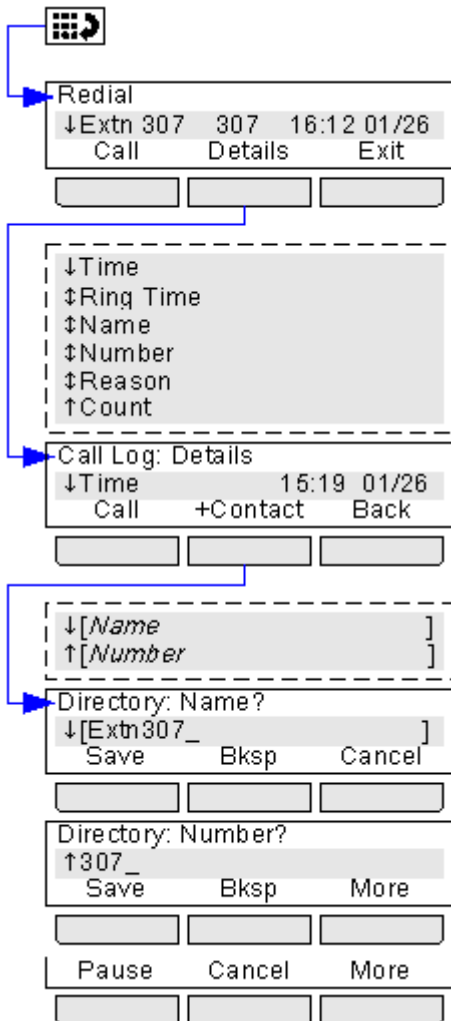 Redial
↓Extn 307 307 16:12 01/26
Call Details Exit
↓Time
↕Ring Time
↕Name
↕Number
↕Reason
↑Count
Call Log: Details
↓Time 15:19 01/26
Call +Contact Back
↓[Name ]
↑[Number ]
Directory: Name?
↓[Extn307_ ]
Save Bksp Cancel
Directory: Number?
↑307_
Save Bksp More
Pause Cancel More